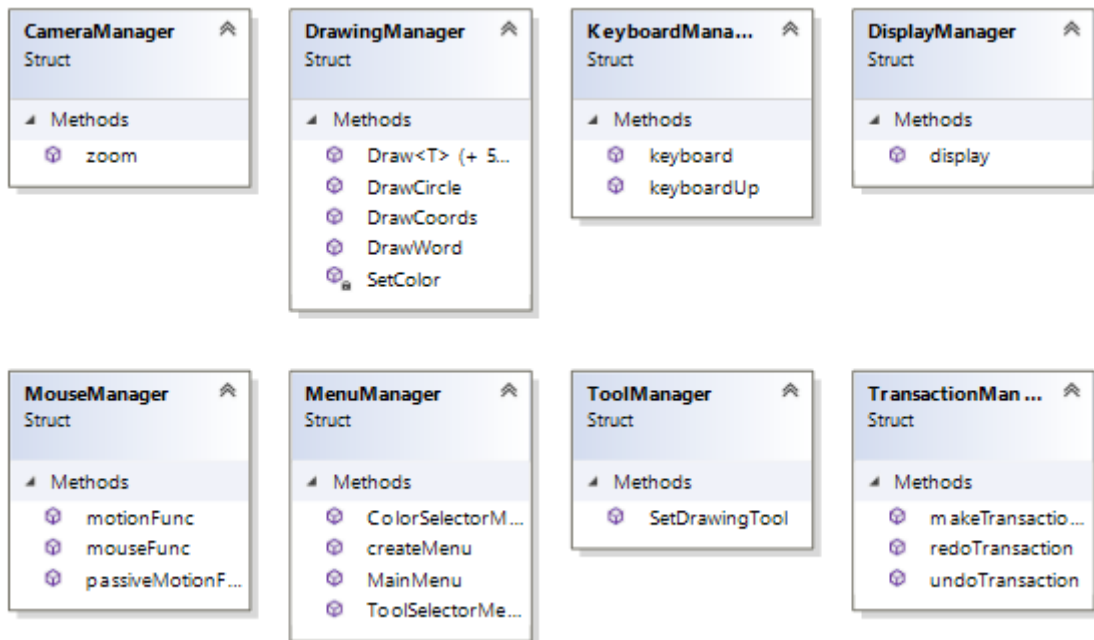 CameraManager
Struct
Methods
zoom
DrawingManager
Struct
Methods
Draw<T> (+ 5...
DrawCircle
DrawCoords
DrawWord
SetColor
KeyboardMana...
Struct
Methods
keyboard
keyboardUp
DisplayManager
Struct
Methods
display
MouseManager
Struct
Methods
motionFunc
mouseFunc
passiveMotionF...
MenuManager
Struct
Methods
ColorSelectorM...
createMenu
MainMenu
ToolSelectorMe...
ToolManager
Struct
Methods
SetDrawingTool
TransactionMan...
Struct
Methods
makeTransactio...
redoTransaction
undoTransaction